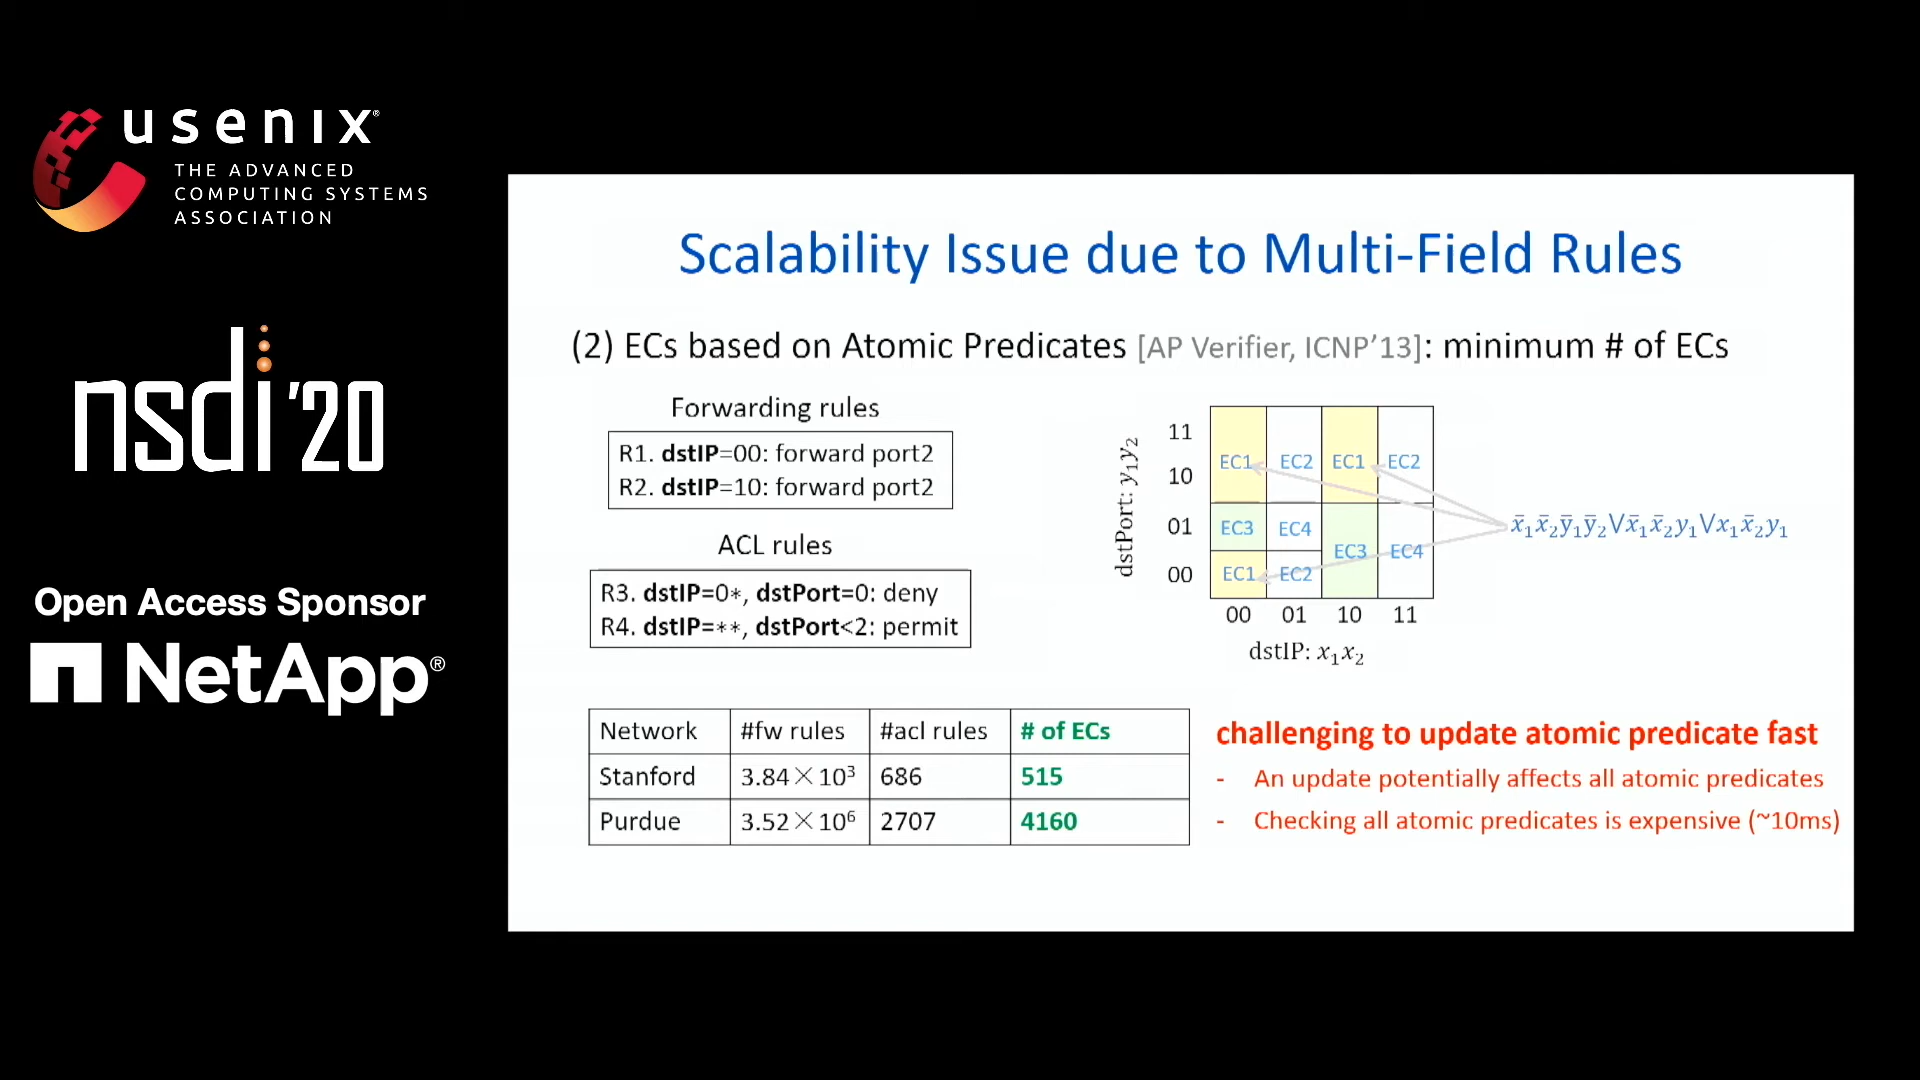 usenix®
THE ADVANCED
COMPUTING SYSTEMS
ASSOCIATION
nsdi '20
Open Access Sponsor
NetApp®
Scalability Issue due to Multi-Field Rules
(2) ECs based on Atomic Predicates [AP Verifier, ICNP'13]: minimum # of ECs
Forwarding rules
R1. dstIP=00: forward port2
R2. dstIP=10: forward port2
ACL rules
R3. dstIP=0*, dstPort=0: deny
R4. dstIP=**, dstPort<2: permit
dstPort: y₁y₂
11
10
01
00
EC1 EC2 EC1 EC2
EC3 EC4
EC3 EC4
EC1 EC2
00 01 10 11
dstIP: x₁x₂
x̄₁x̄₂ȳ₁ȳ₂∨x̄₁x̄₂y₁∨x₁x̄₂y₁
Network #fw rules #acl rules # of ECs
Stanford 3.84×10³ 686 515
Purdue 3.52×10⁶ 2707 4160
challenging to update atomic predicate fast
- An update potentially affects all atomic predicates
- Checking all atomic predicates is expensive (~10ms)